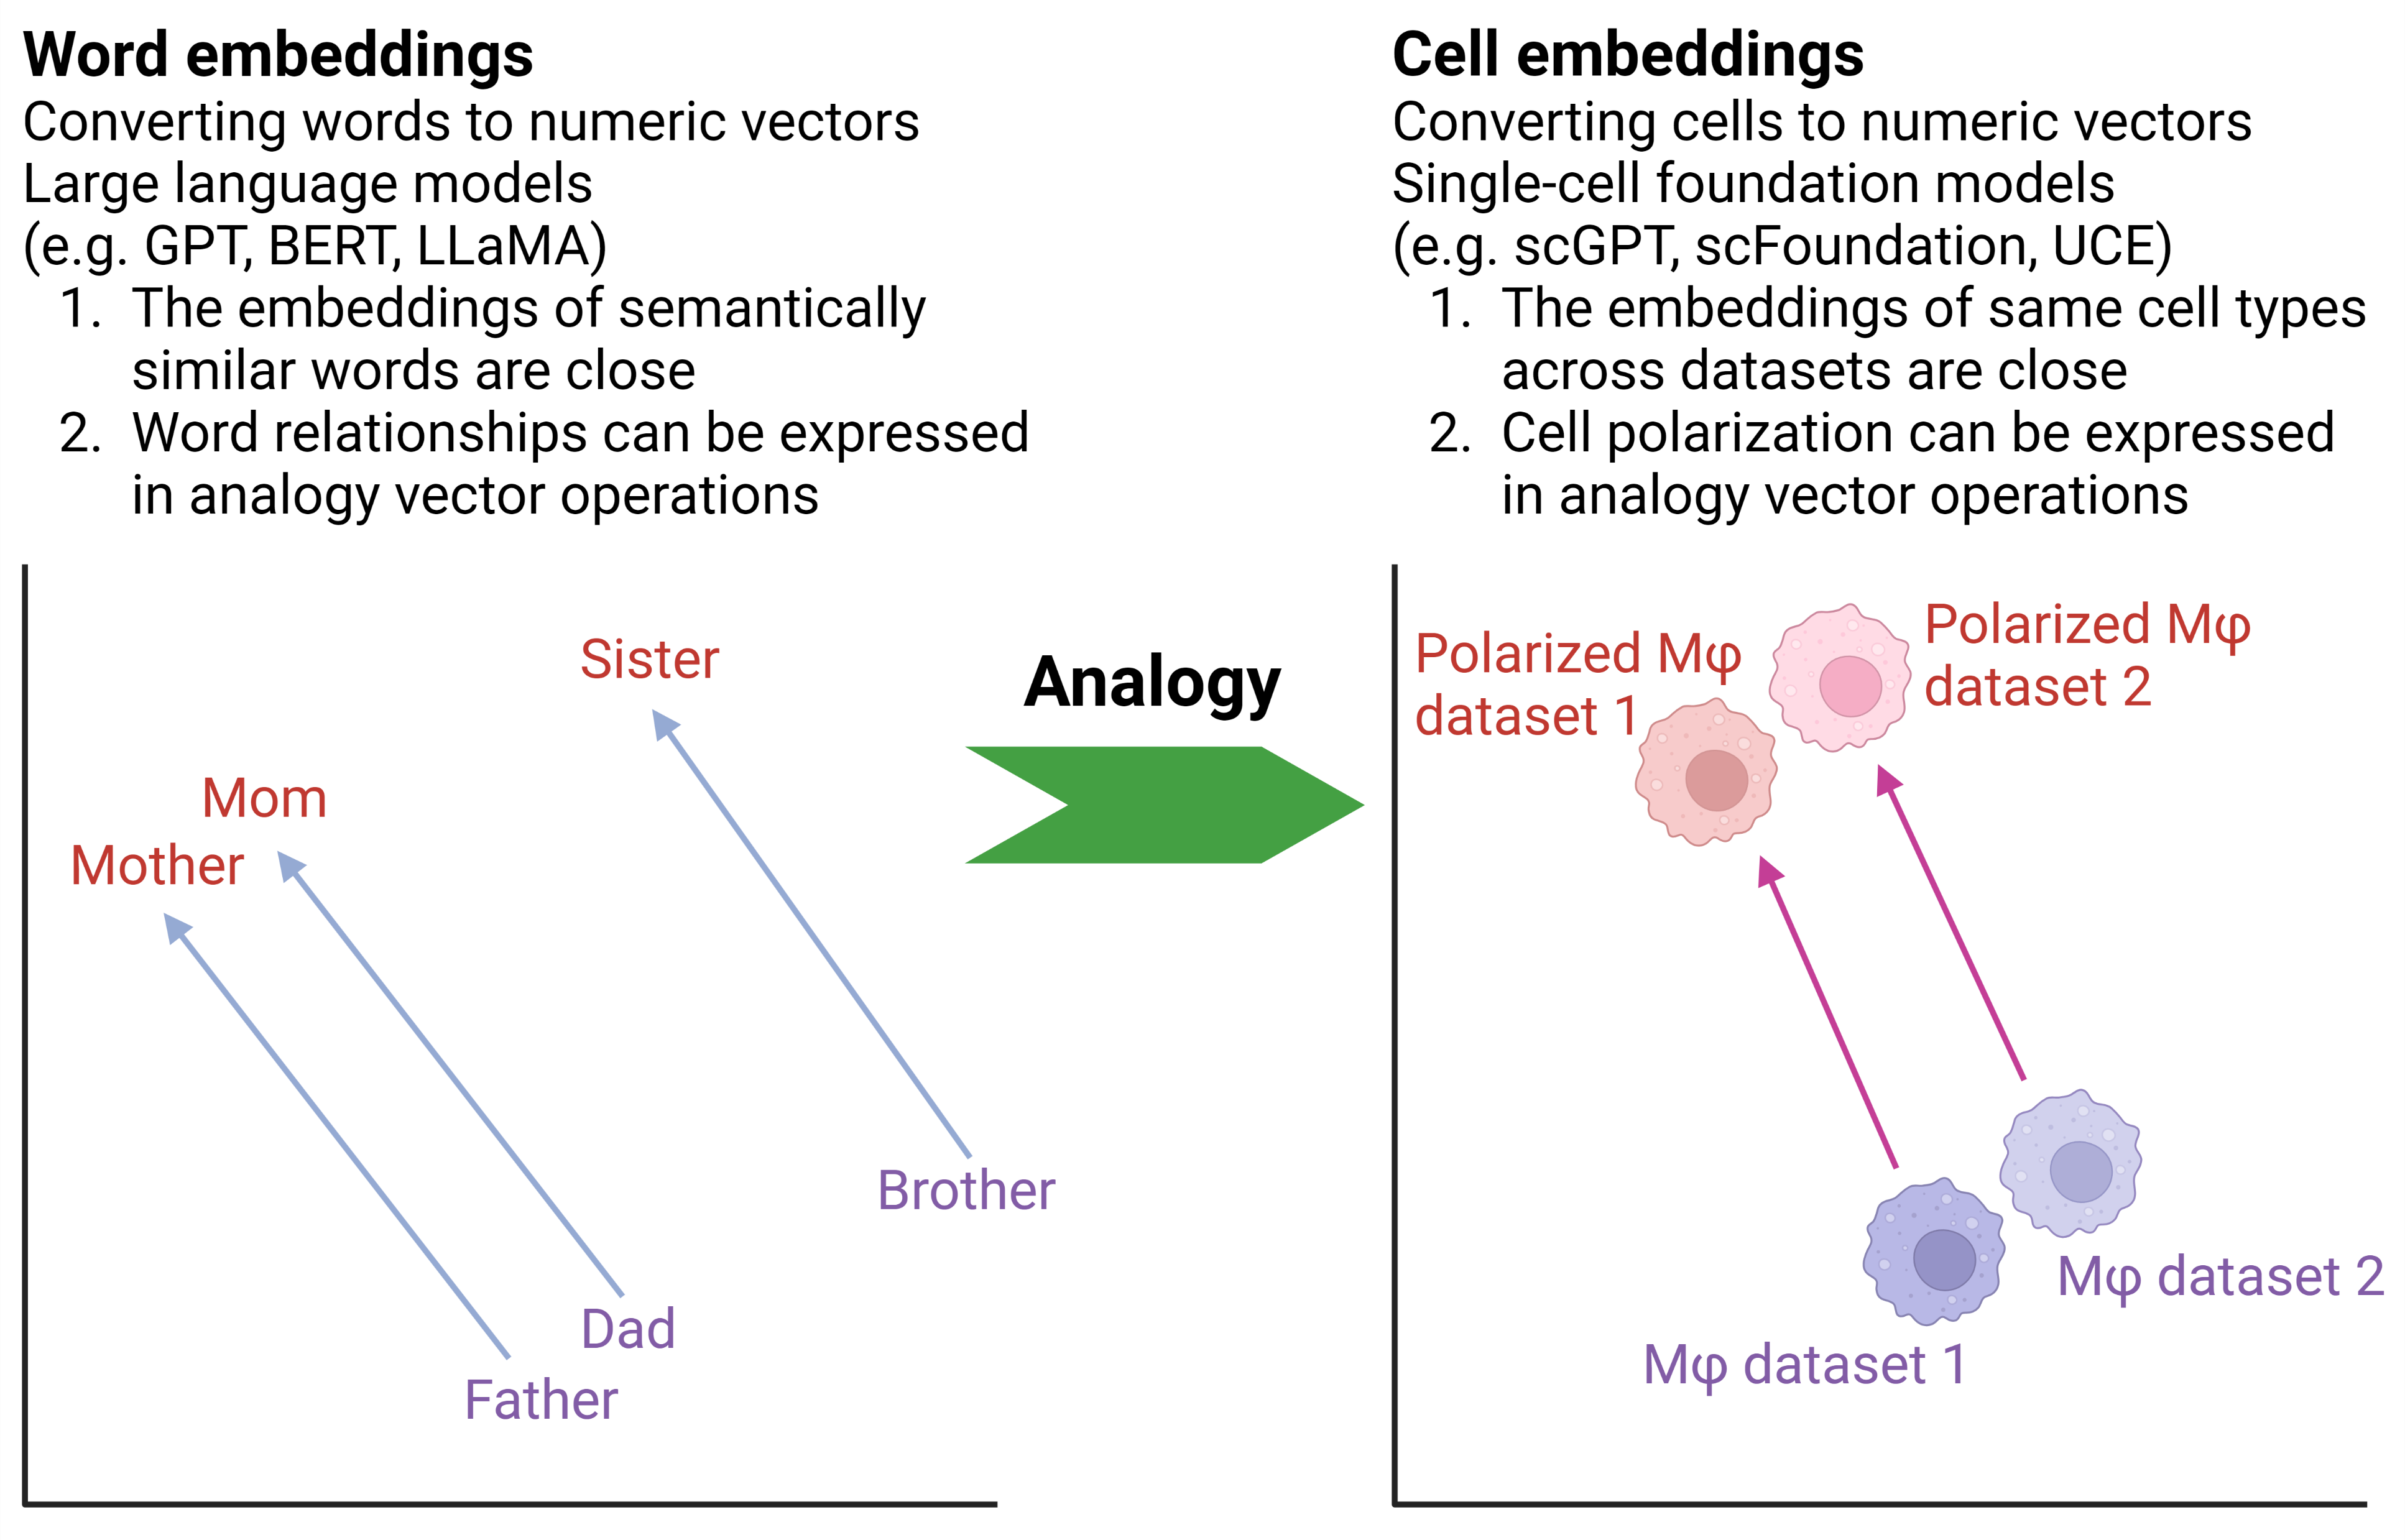 Word embeddings
Converting words to numeric vectors
Large language models
(e.g. GPT, BERT, LLaMA)
1. The embeddings of semantically
similar words are close
2. Word relationships can be expressed
in analogy vector operations
Sister
Mom
Mother
Brother
Dad
Father
Analogy
Cell embeddings
Converting cells to numeric vectors
Single-cell foundation models
(e.g. scGPT, scFoundation, UCE)
1. The embeddings of same cell types
across datasets are close
2. Cell polarization can be expressed
in analogy vector operations
Polarized Mφ
dataset 1
Polarized Mφ
dataset 2
Mφ dataset 2
Mφ dataset 1